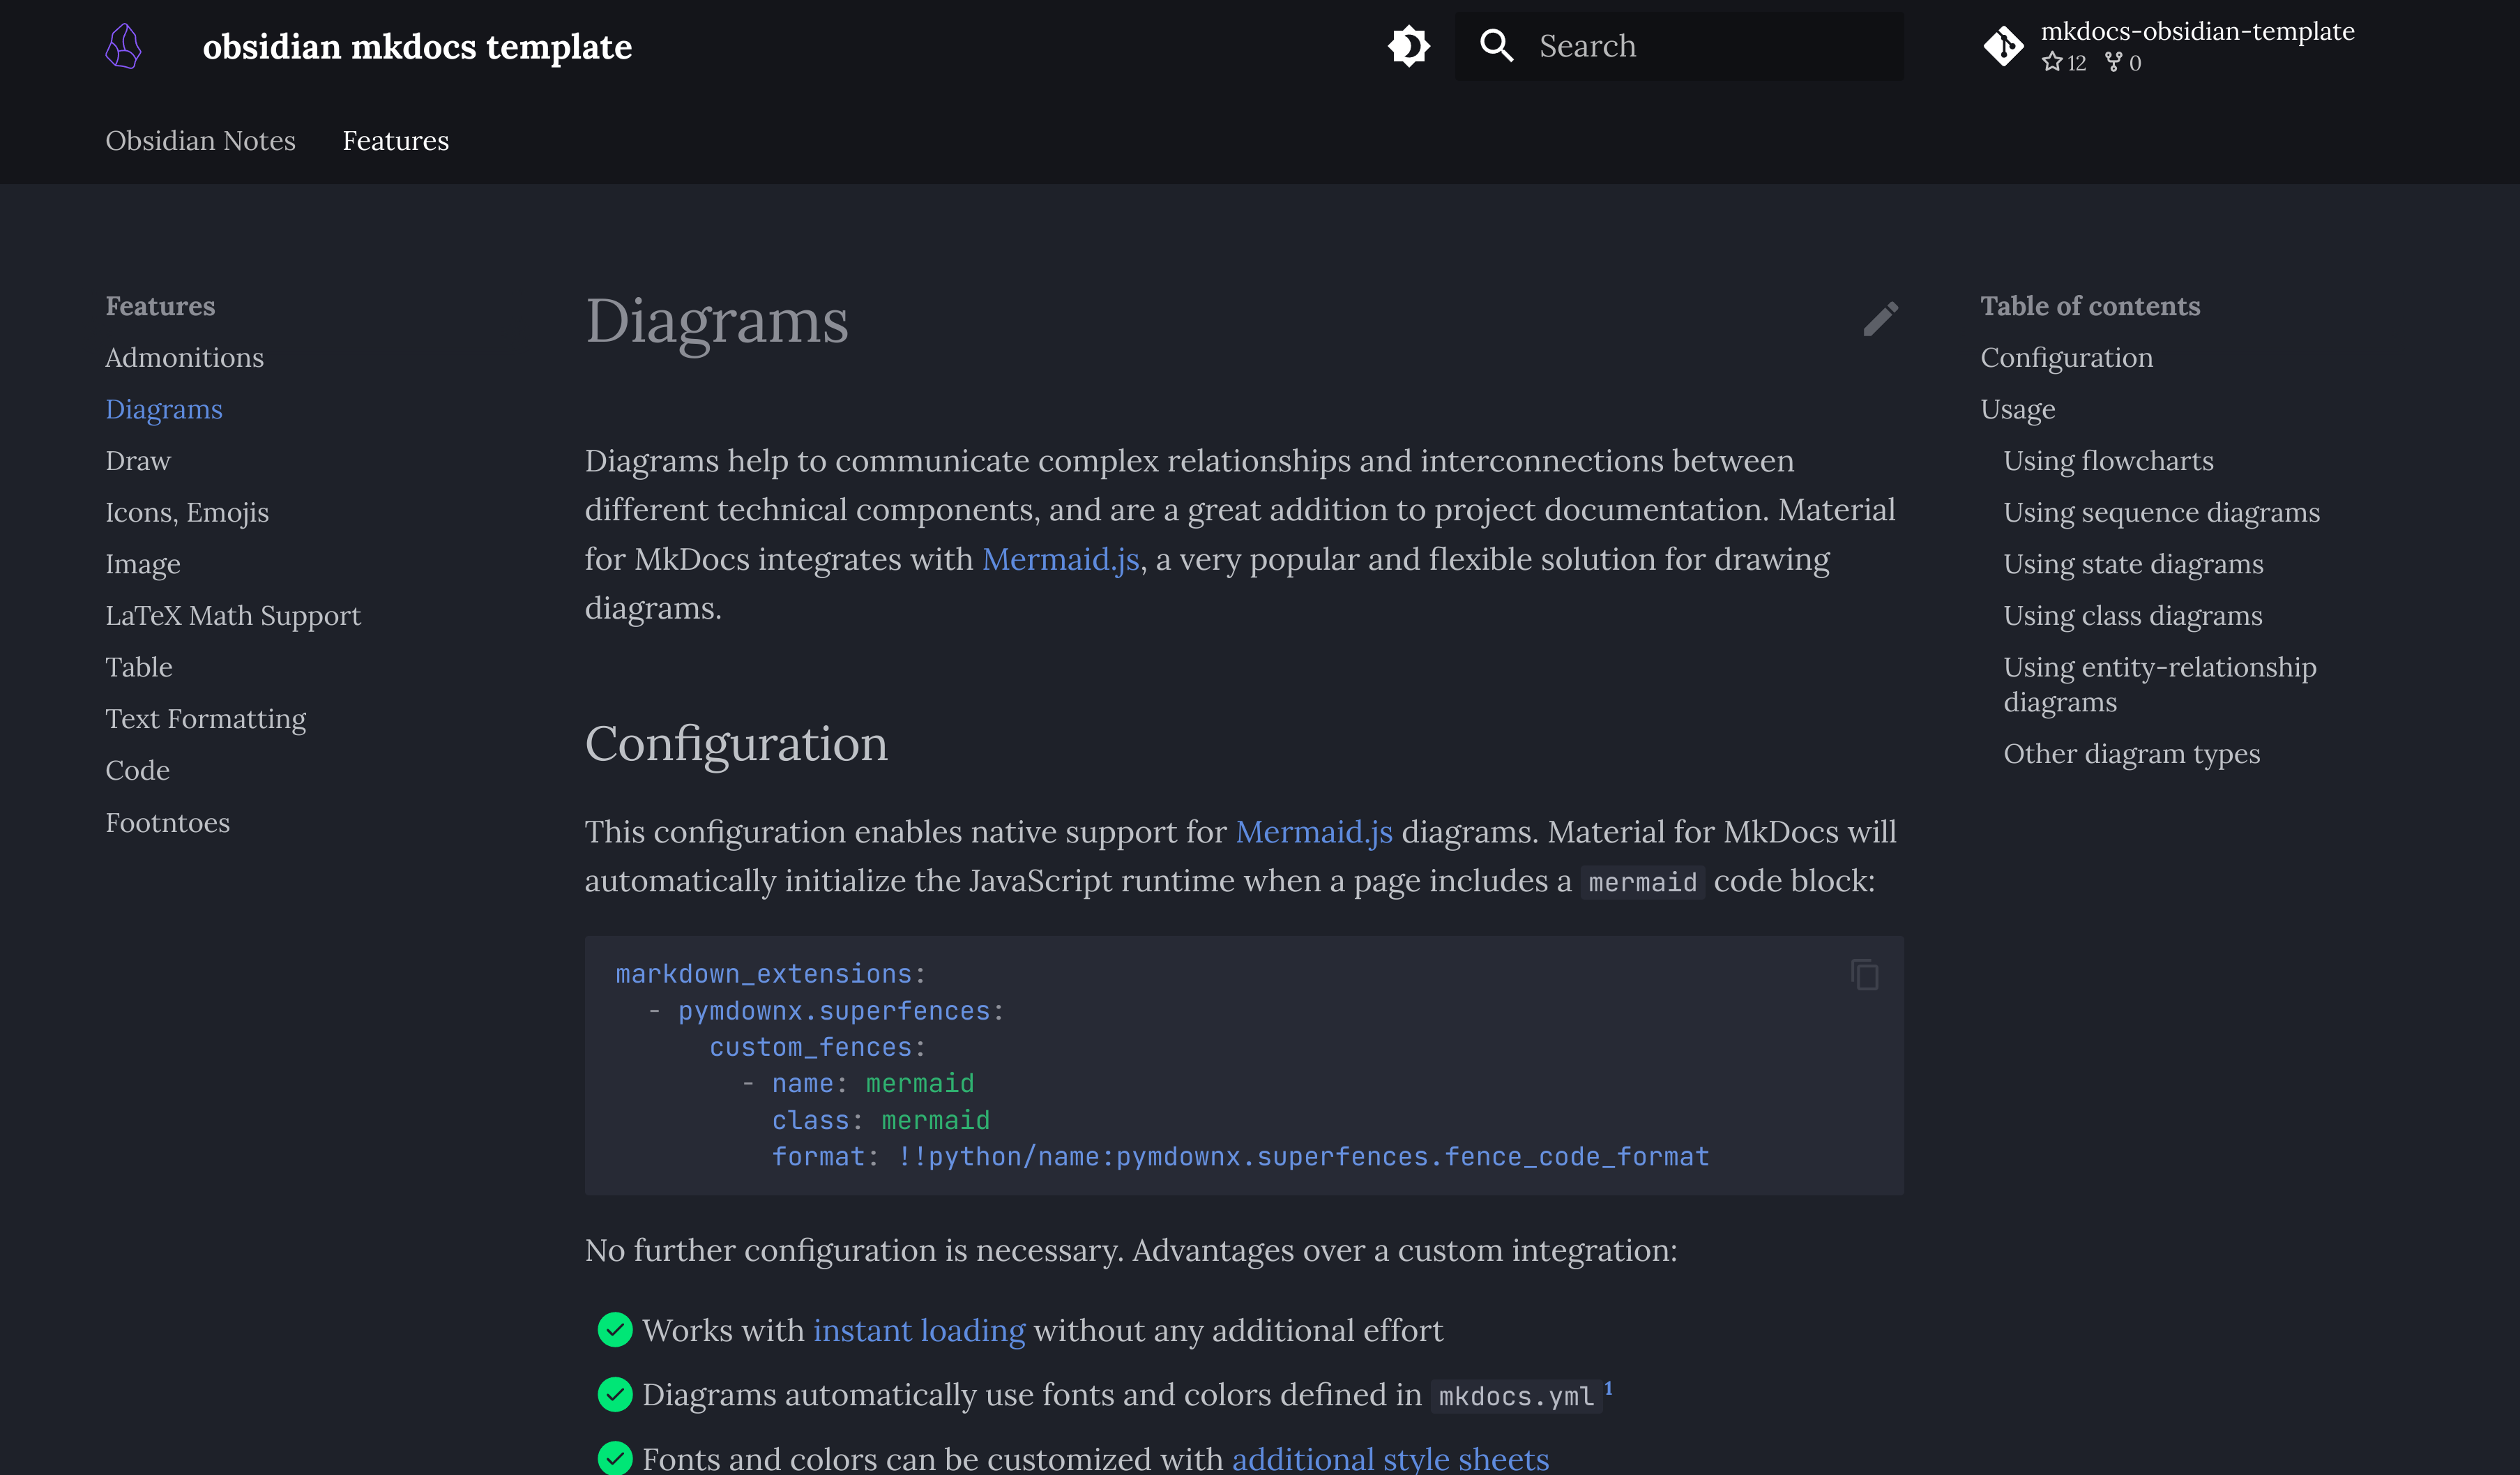 obsidian mkdocs template
Search
mkdocs-obsidian-template
12 0
Obsidian Notes Features
Features
Admonitions
Diagrams
Draw
Icons, Emojis
Image
LaTeX Math Support
Table
Text Formatting
Code
Footntoes
Diagrams
Diagrams help to communicate complex relationships and interconnections between
different technical components, and are a great addition to project documentation. Material
for MkDocs integrates with Mermaid.js, a very popular and flexible solution for drawing
diagrams.
Configuration
This configuration enables native support for Mermaid.js diagrams. Material for MkDocs will
automatically initialize the JavaScript runtime when a page includes a mermaid code block:
markdown_extensions:
  - pymdownx.superfences:
      custom_fences:
        - name: mermaid
          class: mermaid
          format: !!python/name:pymdownx.superfences.fence_code_format
No further configuration is necessary. Advantages over a custom integration:
Works with instant loading without any additional effort
Diagrams automatically use fonts and colors defined in mkdocs.yml 1
Fonts and colors can be customized with additional style sheets
Table of contents
Configuration
Usage
Using flowcharts
Using sequence diagrams
Using state diagrams
Using class diagrams
Using entity-relationship
diagrams
Other diagram types